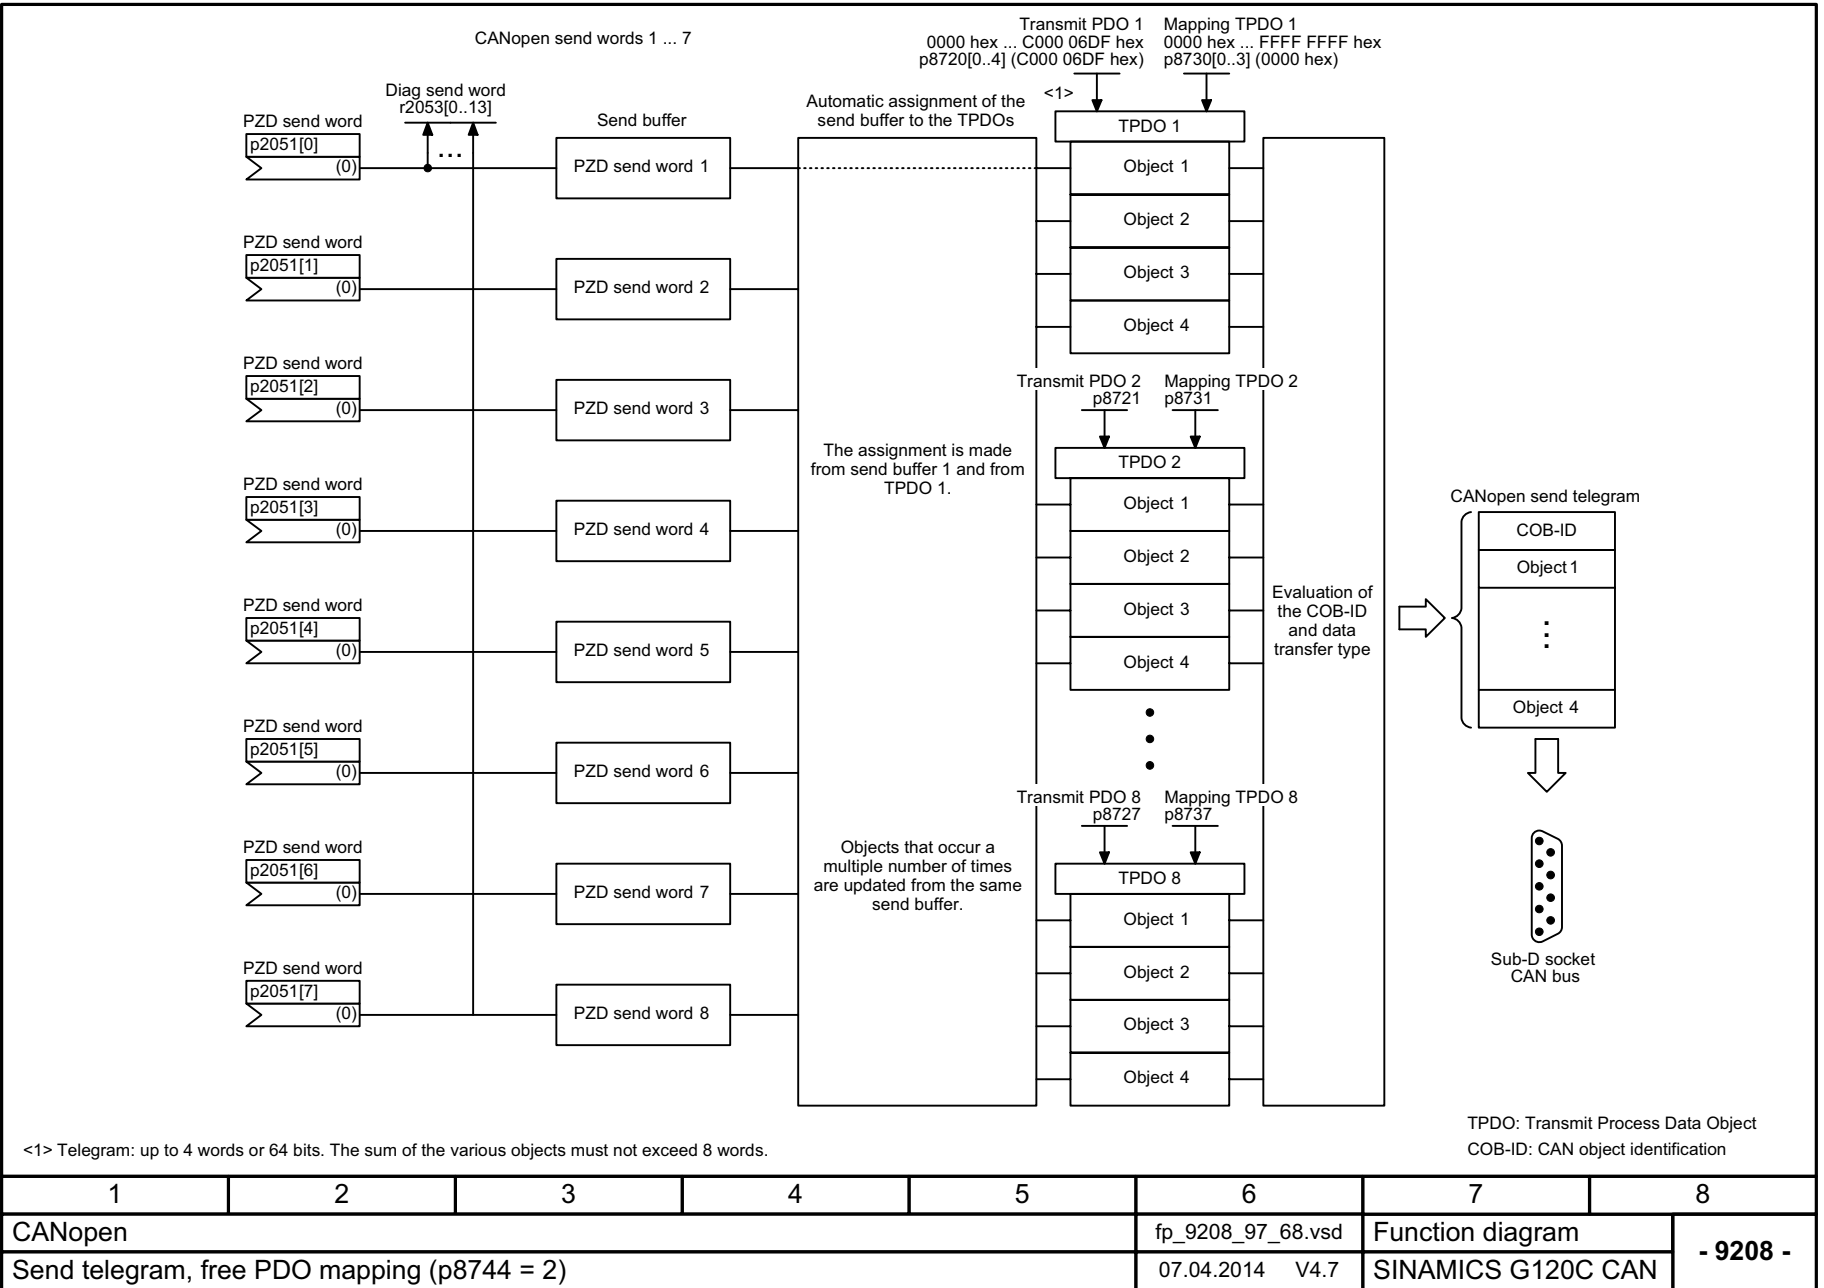 CANopen send words 1 ... 7
Transmit PDO 1
0000 hex ... C000 06DF hex
p8720[0..4] (C000 06DF hex)
Mapping TPDO 1
0000 hex ... FFFF FFFF hex
p8730[0..3] (0000 hex)
<1>
Diag send word
r2053[0..13]
...
Send buffer
Automatic assignment of the
send buffer to the TPDOs
PZD send word
p2051[0]
(0)
PZD send word 1
PZD send word
p2051[1]
(0)
PZD send word 2
PZD send word
p2051[2]
(0)
PZD send word 3
PZD send word
p2051[3]
(0)
PZD send word 4
PZD send word
p2051[4]
(0)
PZD send word 5
PZD send word
p2051[5]
(0)
PZD send word 6
PZD send word
p2051[6]
(0)
PZD send word 7
PZD send word
p2051[7]
(0)
PZD send word 8
The assignment is made
from send buffer 1 and from
TPDO 1.
Objects that occur a
multiple number of times
are updated from the same
send buffer.
TPDO 1
Object 1
Object 2
Object 3
Object 4
Transmit PDO 2
p8721
Mapping TPDO 2
p8731
TPDO 2
Object 1
Object 2
Object 3
Object 4
Transmit PDO 8
p8727
Mapping TPDO 8
p8737
TPDO 8
Object 1
Object 2
Object 3
Object 4
Evaluation of
the COB-ID
and data
transfer type
CANopen send telegram
COB-ID
Object 1
Object 4
Sub-D socket
CAN bus
TPDO: Transmit Process Data Object
COB-ID: CAN object identification
<1> Telegram: up to 4 words or 64 bits. The sum of the various objects must not exceed 8 words.
1 2 3 4 5 6 7 8
CANopen
fp_9208_97_68.vsd
Function diagram
- 9208 -
Send telegram, free PDO mapping (p8744 = 2)
07.04.2014 V4.7
SINAMICS G120C CAN